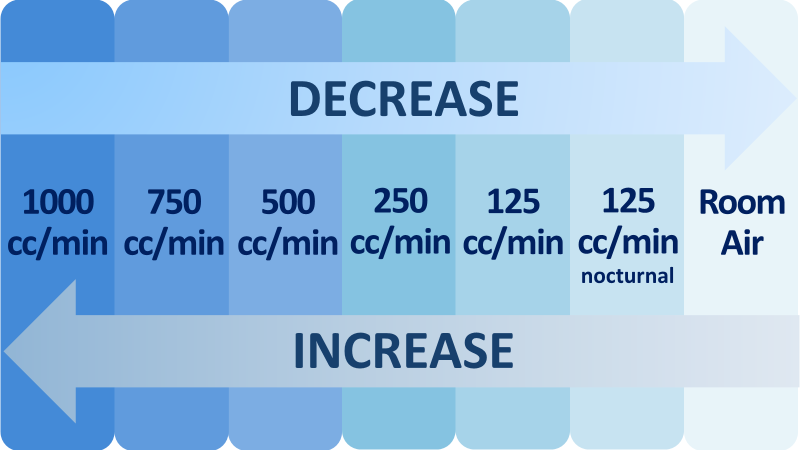 DECREASE
1000 cc/min
750 cc/min
500 cc/min
250 cc/min
125 cc/min
125 cc/min nocturnal
Room Air
INCREASE